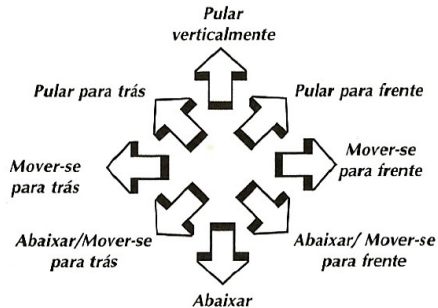 Pular
verticalmente
Pular para trás
Pular para frente
Mover-se
para trás
Mover-se
para frente
Abaixar/Mover-se
para trás
Abaixar/ Mover-se
para frente
Abaixar